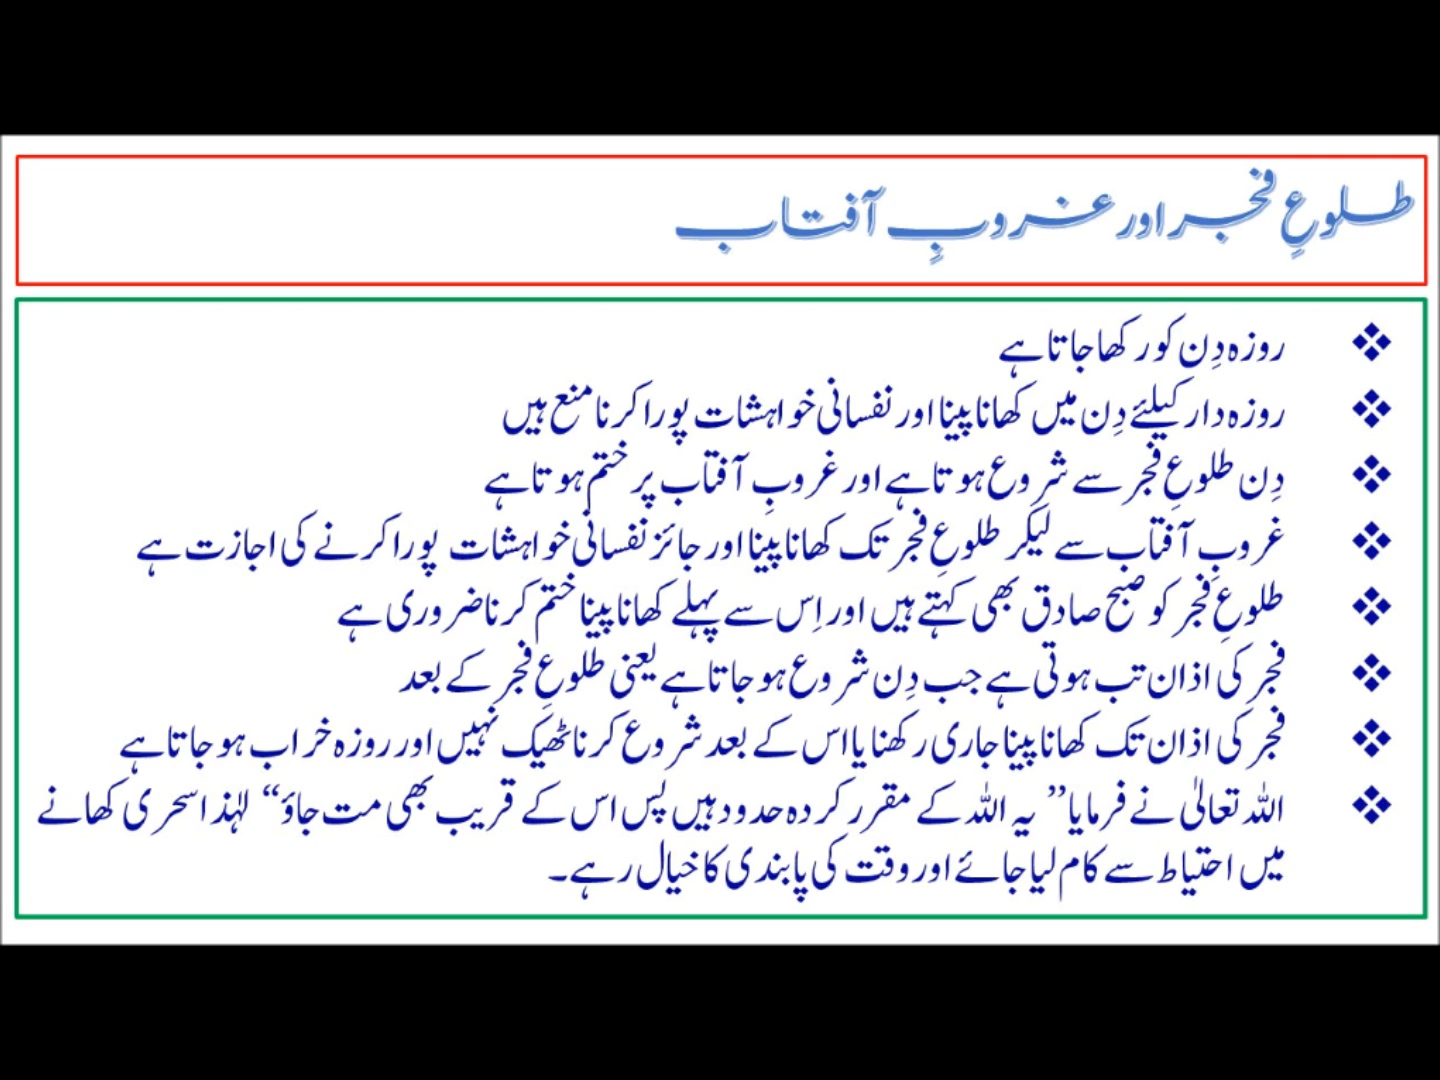 طلوعِ فجر اور غروبِ آفتاب
روزہ دِن کو رکھا جاتا ہے
روزہ دار کیلئے دِن میں کھانا پینا اور نفسانی خواہشات پورا کرنا منع ہیں
دِن طلوعِ فجر سے شروع ہوتا ہے اور غروبِ آفتاب پر ختم ہوتا ہے
غروبِ آفتاب سے لیکر طلوعِ فجر تک کھانا پینا اور جائز نفسانی خواہشات پورا کرنے کی اجازت ہے
طلوعِ فجر کو صبح صادق بھی کہتے ہیں اور اِس سے پہلے کھانا پینا ختم کرنا ضروری ہے
فجر کی اذان تب ہوتی ہے جب دِن شروع ہو جاتا ہے یعنی طلوعِ فجر کے بعد
فجر کی اذان تک کھانا پینا جاری رکھنا یا اس کے بعد شروع کرنا ٹھیک نہیں اور روزہ خراب ہو جاتا ہے
اللہ تعالیٰ نے فرمایا ’’ یہ اللہ کے مقرر کردہ حدود ہیں پس اس کے قریب بھی مت جاؤ‘‘ لہٰذا سحری کھانے
میں احتیاط سے کام لیا جائے اور وقت کی پابندی کا خیال رہے۔